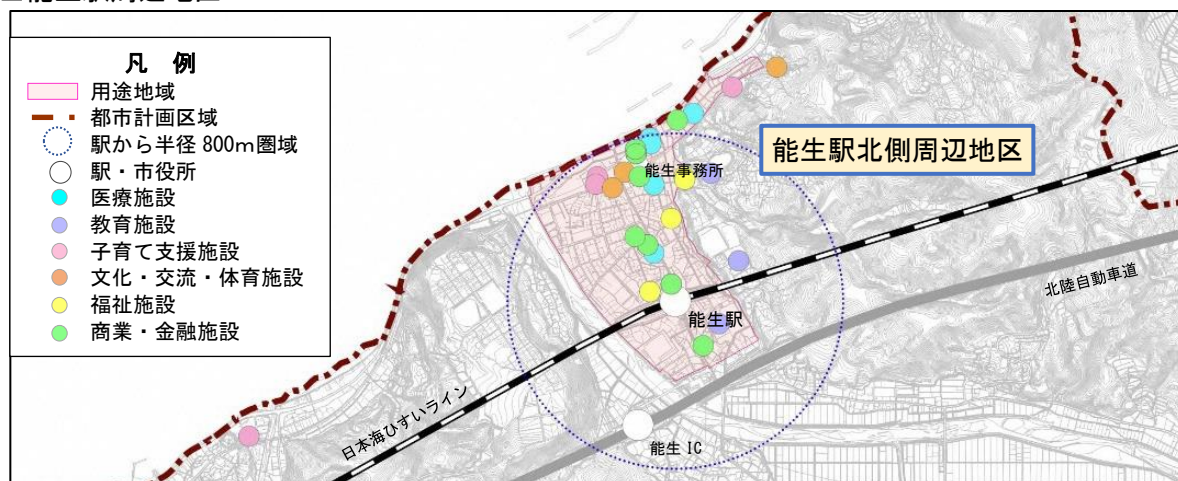 凡 例
用途地域
都市計画区域
駅から半径 800m圏域
駅・市役所
医療施設
教育施設
子育て支援施設
文化・交流・体育施設
福祉施設
商業・金融施設
能生駅北側周辺地区
能生事務所
北陸自動車道
能生駅
日本海ひすいライン
能生 IC